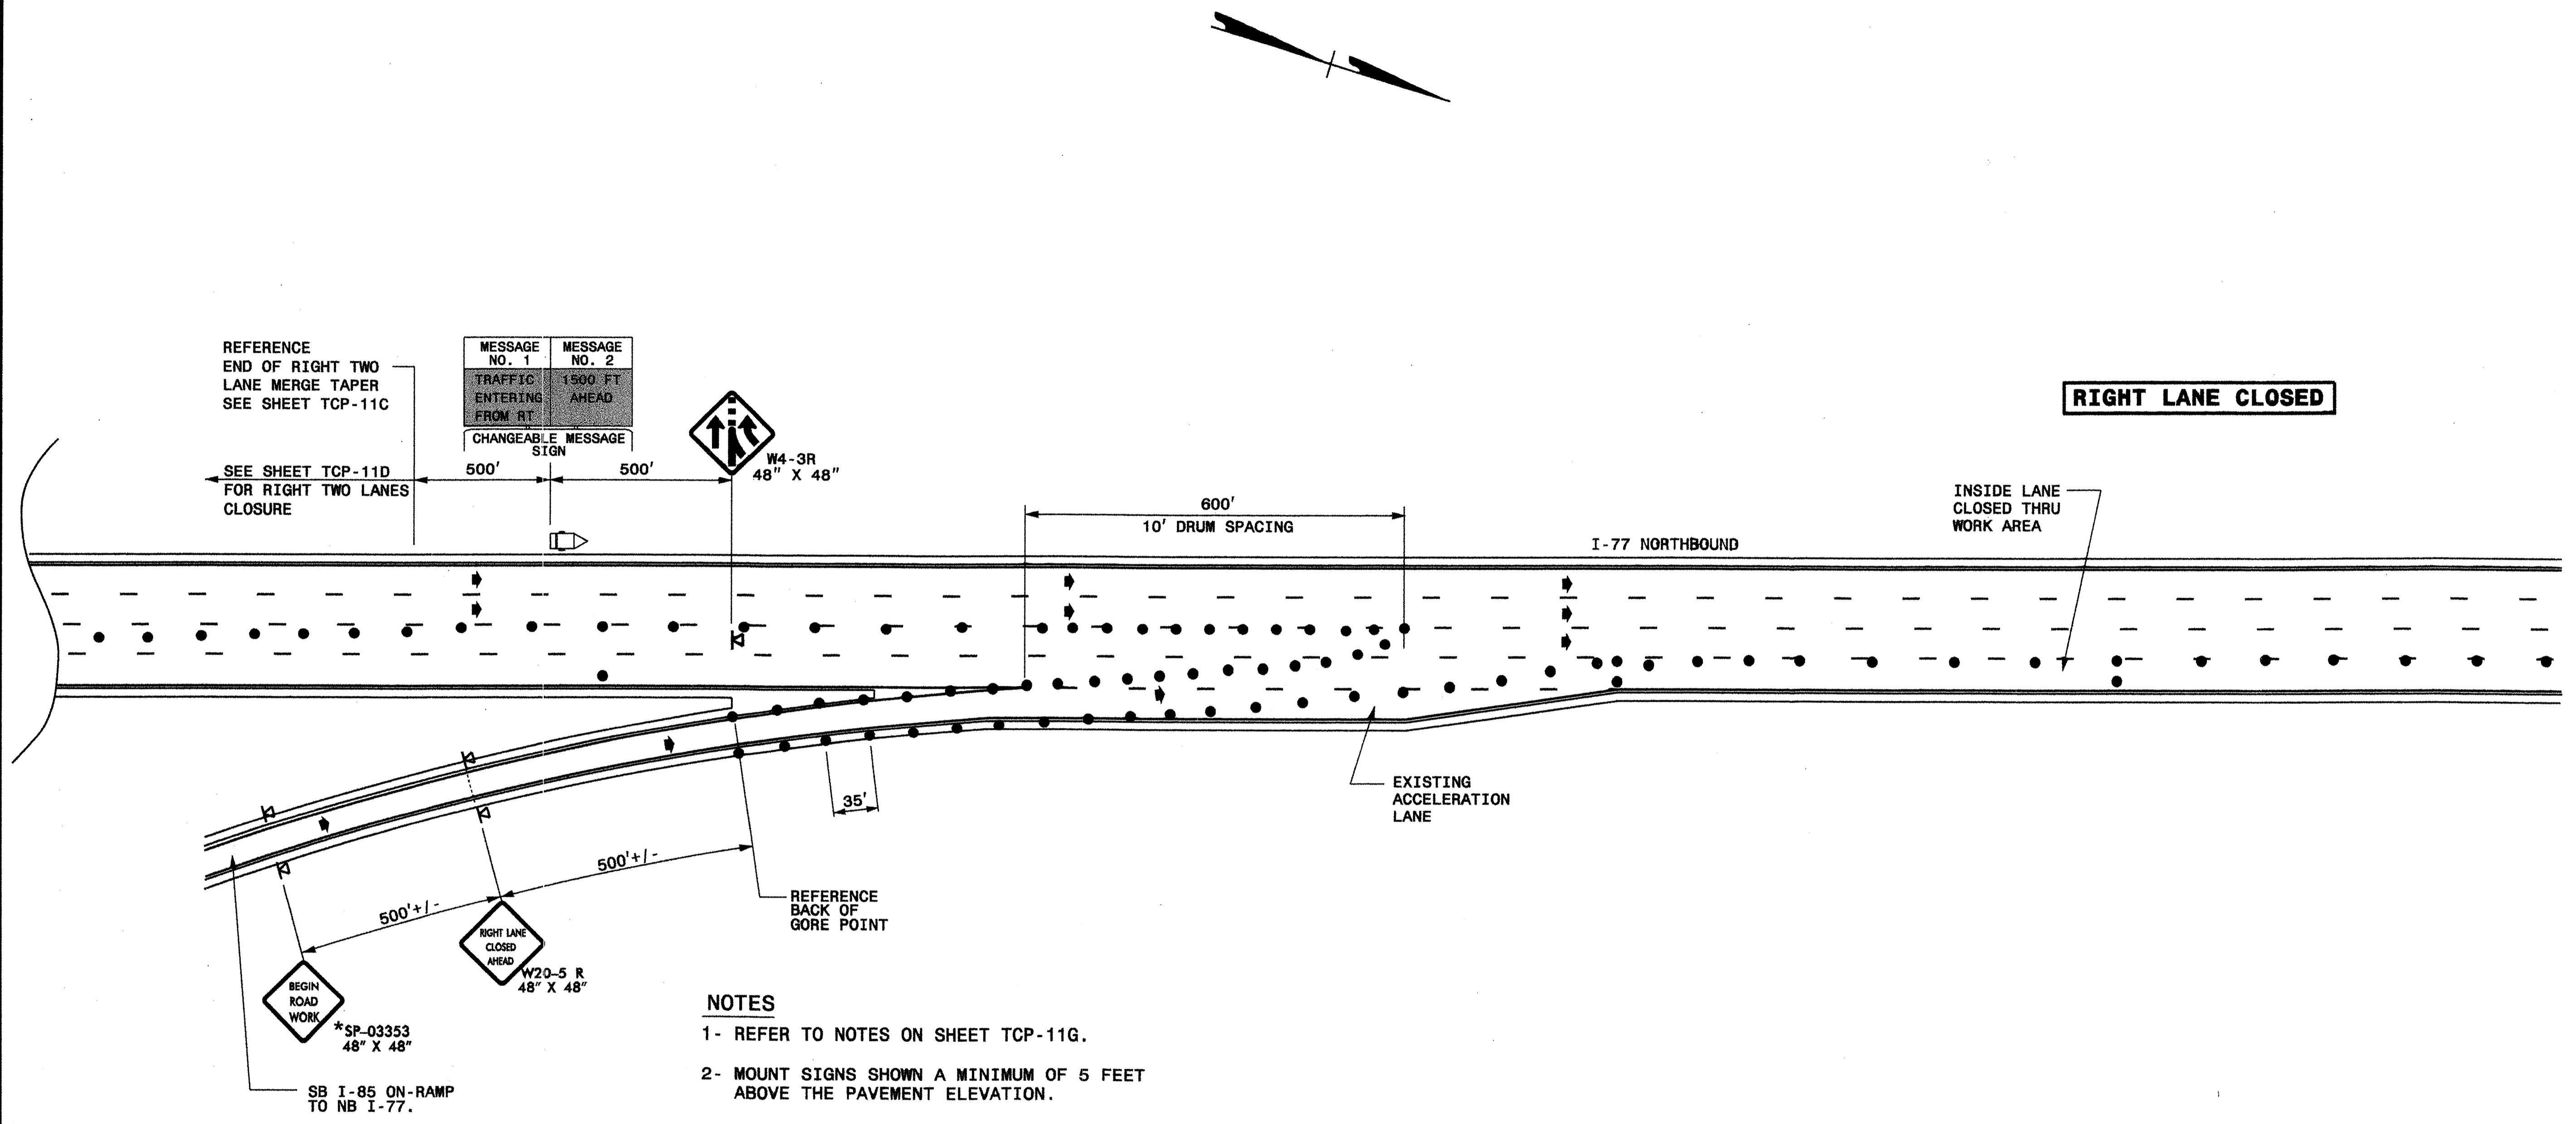 REFERENCE
END OF RIGHT TWO
LANE MERGE TAPER
SEE SHEET TCP-11C
MESSAGE
NO. 1
MESSAGE
NO. 2
TRAFFIC
ENTERING
FROM RT
1500 FT
AHEAD
CHANGEABLE MESSAGE
SIGN
W4-3R
48" X 48"
SEE SHEET TCP-11D
FOR RIGHT TWO LANES
CLOSURE
500'
500'
RIGHT LANE CLOSED
600'
10' DRUM SPACING
INSIDE LANE
CLOSED THRU
WORK AREA
I-77 NORTHBOUND
35'
EXISTING
ACCELERATION
LANE
500'+/-
500'+/-
REFERENCE
BACK OF
GORE POINT
RIGHT LANE
CLOSED
AHEAD
W20-5 R
48" X 48"
BEGIN
ROAD
WORK
*SP-03353
48" X 48"
SB I-85 ON-RAMP
TO NB I-77.
NOTES
1- REFER TO NOTES ON SHEET TCP-11G.
2- MOUNT SIGNS SHOWN A MINIMUM OF 5 FEET
ABOVE THE PAVEMENT ELEVATION.